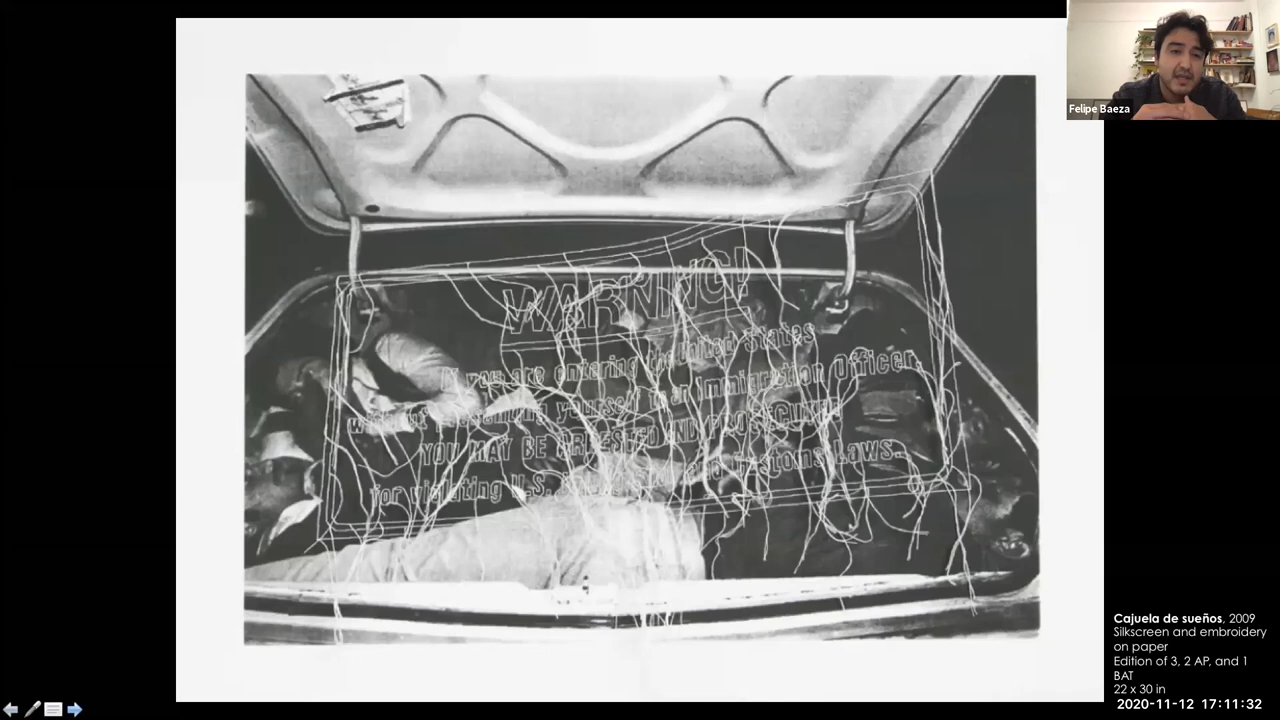 Felipe Baeza
WARNING!
If you are entering the United States
without presenting yourself to an Immigration Officer,
YOU MAY BE ARRESTED AND PROSECUTED
for violating U.S. Immigration and Customs Laws.
Cajuela de sueños, 2009
Silkscreen and embroidery
on paper
Edition of 3, 2 AP, and 1
BAT
22 x 30 in
2020-11-12 17:11:32